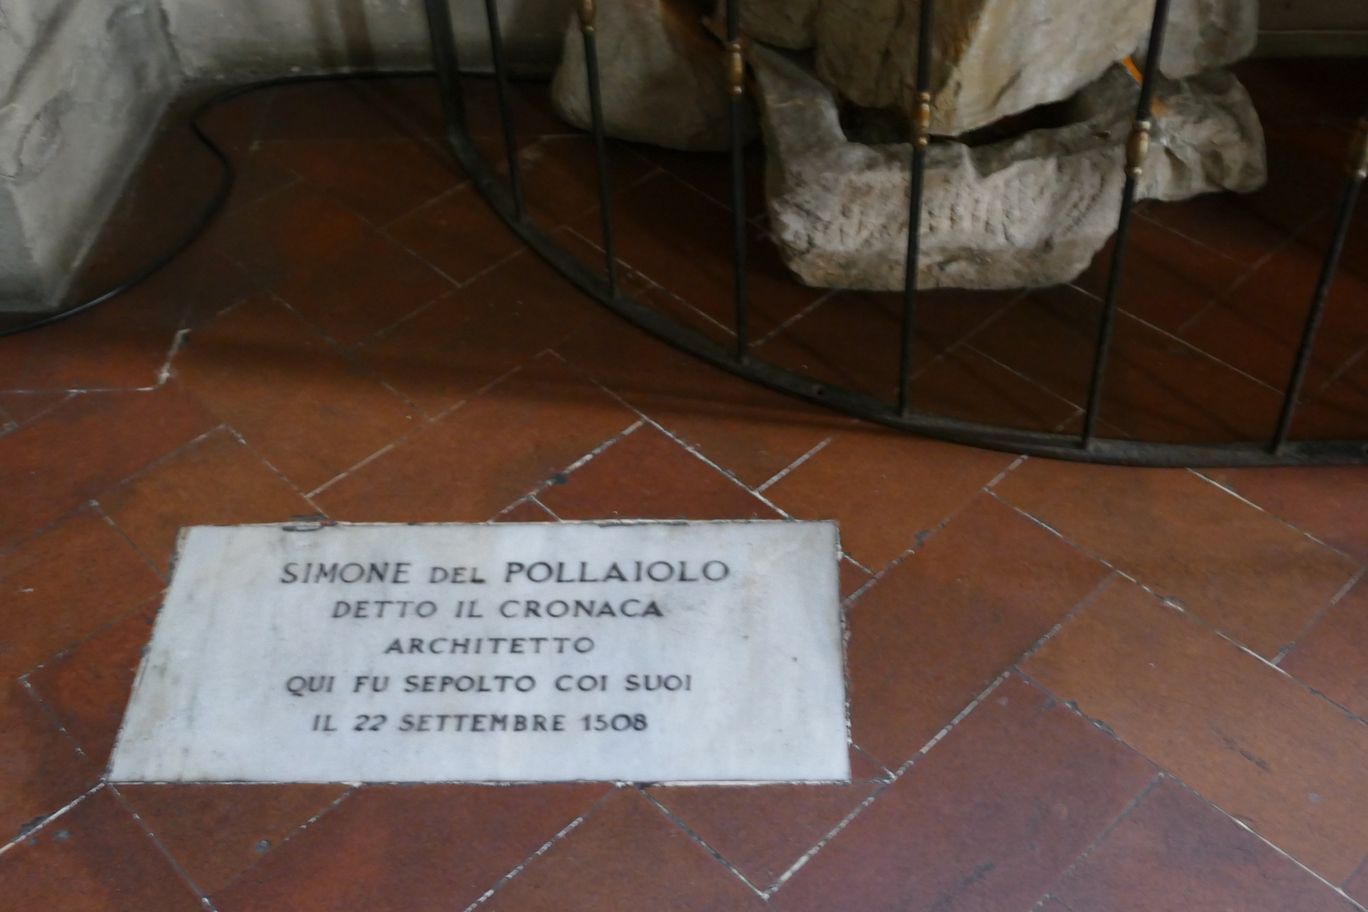 SIMONE DEL POLLAIOLO
DETTO IL CRONACA
ARCHITETTO
QUI FU SEPOLTO COI SUOI
IL 22 SETTEMBRE 1508